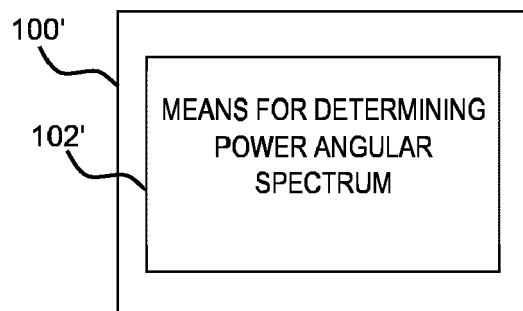 100'
102'
MEANS FOR DETERMINING
POWER ANGULAR
SPECTRUM